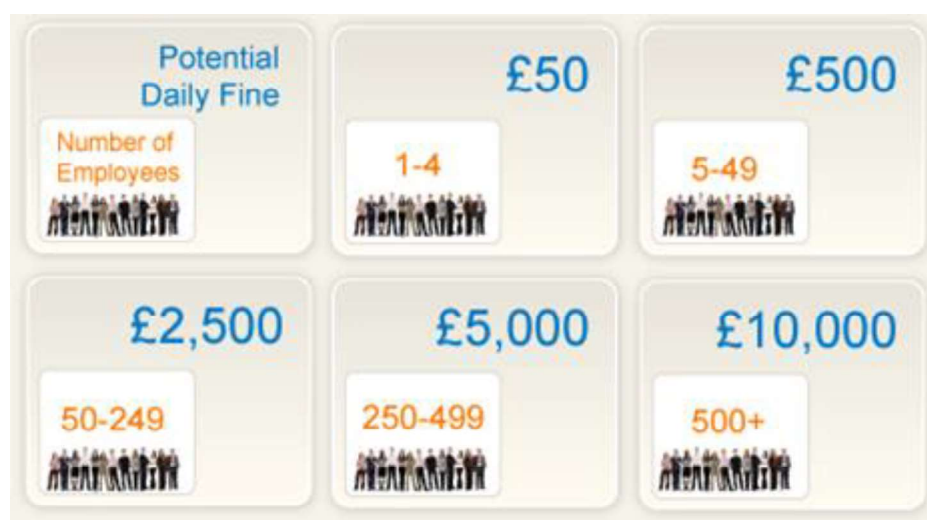 Potential
Daily Fine
Number of
Employees
£50
1-4
£500
5-49
£2,500
50-249
£5,000
250-499
£10,000
500+